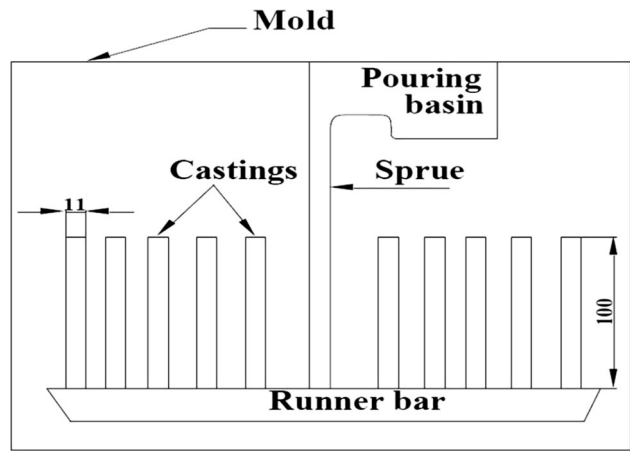 Mold
Pouring
basin
Castings
Sprue
11
100
Runner bar